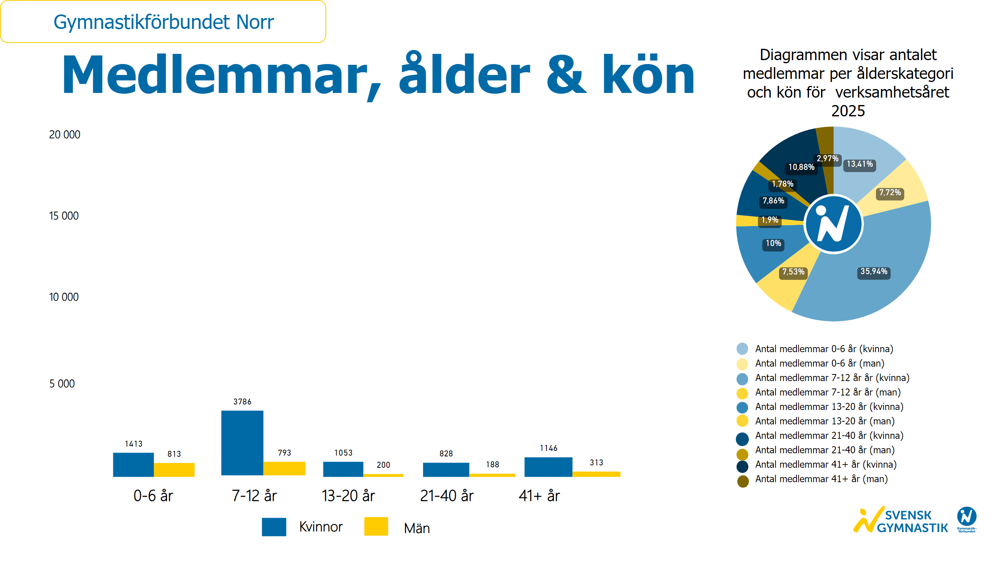 Gymnastikförbundet Norr
Medlemmar, ålder & kön
Diagrammen visar antalet
medlemmar per ålderskategori
och kön för  verksamhetsåret
2025
20 000
15 000
10 000
5 000
1413
813
3786
793
1053
200
828
188
1146
313
0-6 år
7-12 år
13-20 år
21-40 år
41+ år
Kvinnor
Män
2,97%
13,41%
10,88%
1,78%
7,72%
7,86%
1,9%
10%
7,53%
35,94%
Antal medlemmar 0-6 år (kvinna)
Antal medlemmar 0-6 år (man)
Antal medlemmar 7-12 år år (kvinna)
Antal medlemmar 7-12 år år (man)
Antal medlemmar 13-20 år (kvinna)
Antal medlemmar 13-20 år (man)
Antal medlemmar 21-40 år (kvinna)
Antal medlemmar 21-40 år (man)
Antal medlemmar 41+ år (kvinna)
Antal medlemmar 41+ år (man)
SVENSK
GYMNASTIK
Gymnastik-
förbundet